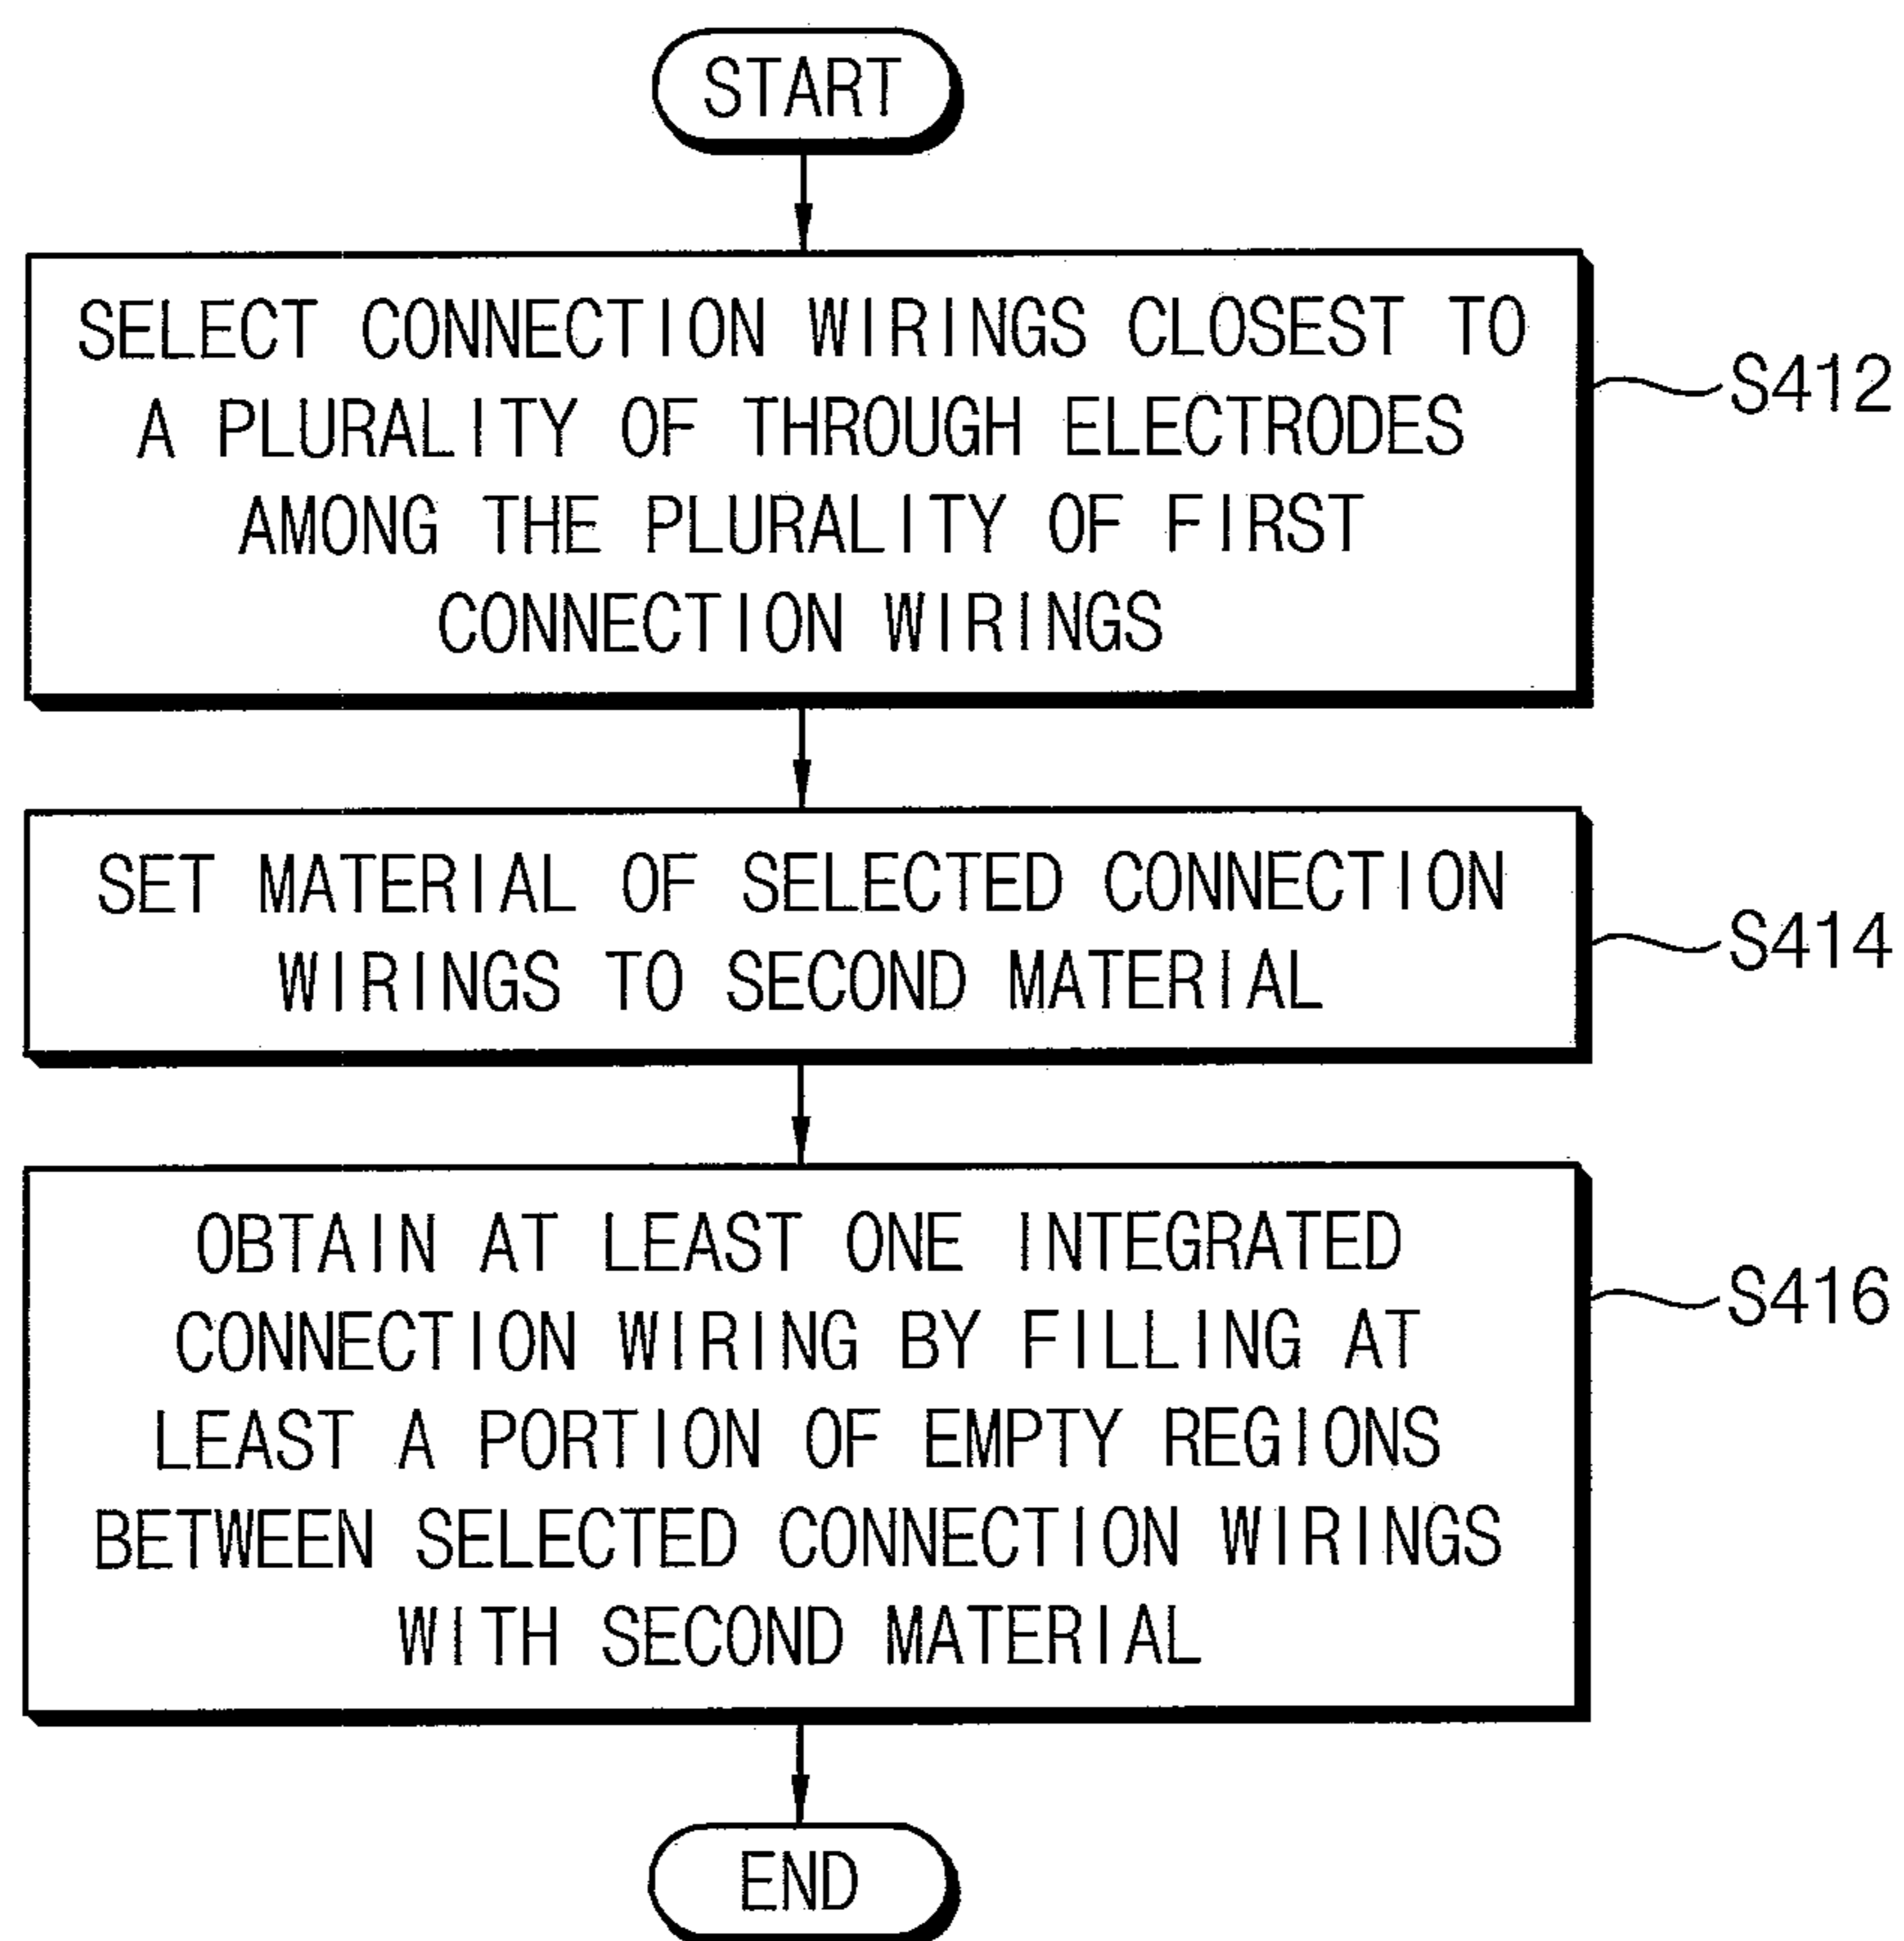 START
SELECT CONNECTION WIRINGS CLOSEST TO
A PLURALITY OF THROUGH ELECTRODES
AMONG THE PLURALITY OF FIRST
CONNECTION WIRINGS
S412
SET MATERIAL OF SELECTED CONNECTION
WIRINGS TO SECOND MATERIAL
S414
OBTAIN AT LEAST ONE INTEGRATED
CONNECTION WIRING BY FILLING AT
LEAST A PORTION OF EMPTY REGIONS
BETWEEN SELECTED CONNECTION WIRINGS
WITH SECOND MATERIAL
S416
END